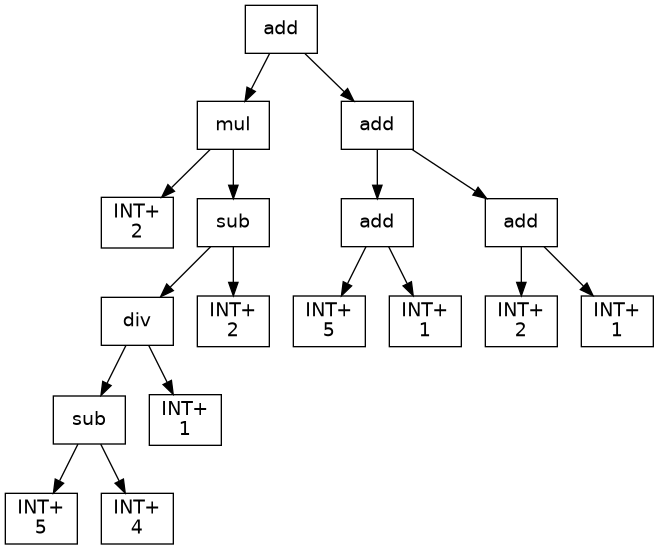 add
mul
add
INT+
2
sub
add
add
div
INT+
2
INT+
5
INT+
1
INT+
2
INT+
1
sub
INT+
1
INT+
5
INT+
4